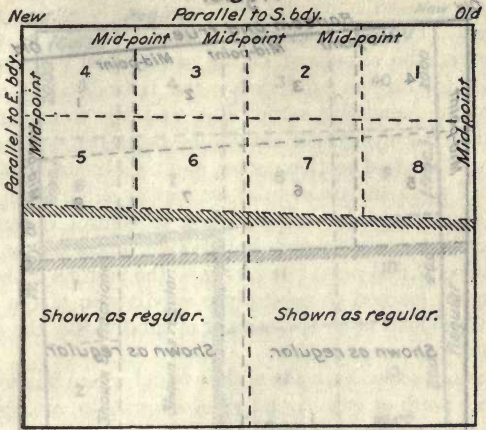 New Parallel to S. bdy. Old
Mid-point Mid-point Mid-point
Parallel to E. bdy.
Mid-point
4 3 2 1
Mid-point
5 6 7 8
Shown as regular. Shown as regular.